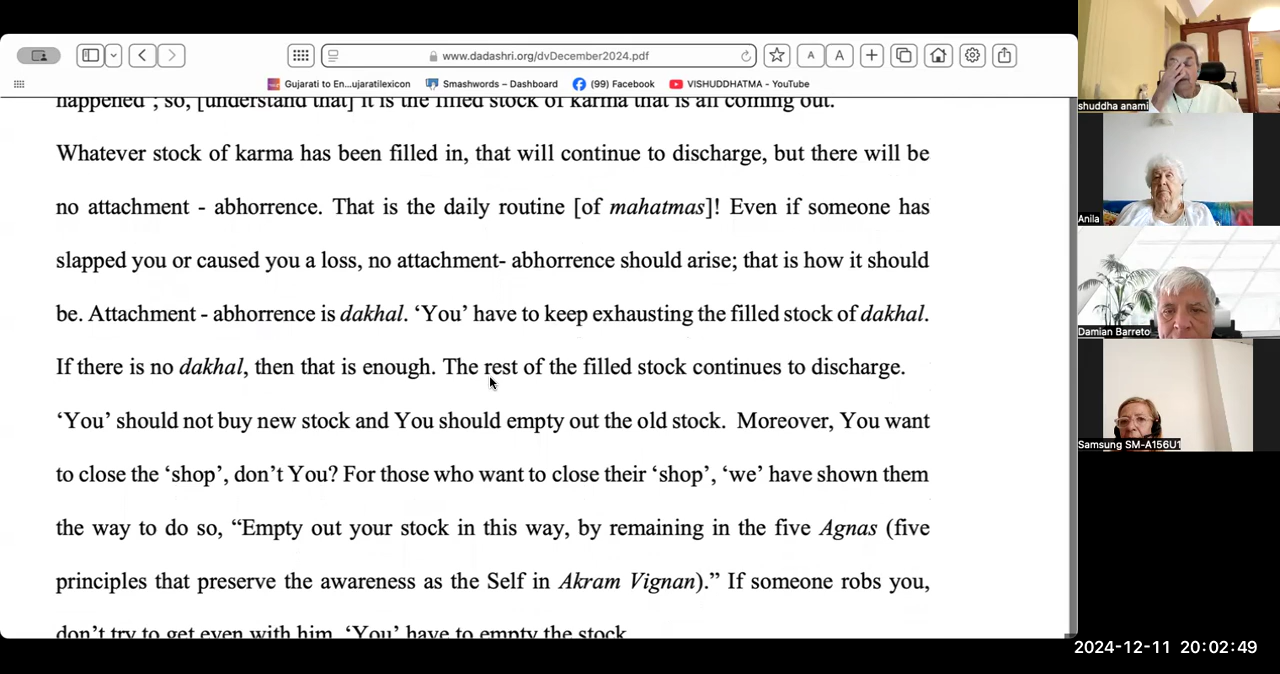 www.dadashri.org/dvDecember2024.pdf
A A
Gujarati to En...ujaratilexicon Smashwords – Dashboard (99) Facebook VISHUDDHATMA - YouTube
happened'; so, [understand that] it is the filled stock of karma that is all coming out.
Whatever stock of karma has been filled in, that will continue to discharge, but there will be
no attachment - abhorrence. That is the daily routine [of mahatmas]! Even if someone has
slapped you or caused you a loss, no attachment- abhorrence should arise; that is how it should
be. Attachment - abhorrence is dakhal. ‘You’ have to keep exhausting the filled stock of dakhal.
If there is no dakhal, then that is enough. The rest of the filled stock continues to discharge.
‘You’ should not buy new stock and You should empty out the old stock. Moreover, You want
to close the ‘shop’, don’t You? For those who want to close their ‘shop’, ‘we’ have shown them
the way to do so, “Empty out your stock in this way, by remaining in the five Agnas (five
principles that preserve the awareness as the Self in Akram Vignan).” If someone robs you,
don’t try to get even with him. ‘You’ have to empty the stock
shuddha anami
Anila
Damian Barreto
Samsung SM-A156U1
2024-12-11 20:02:49